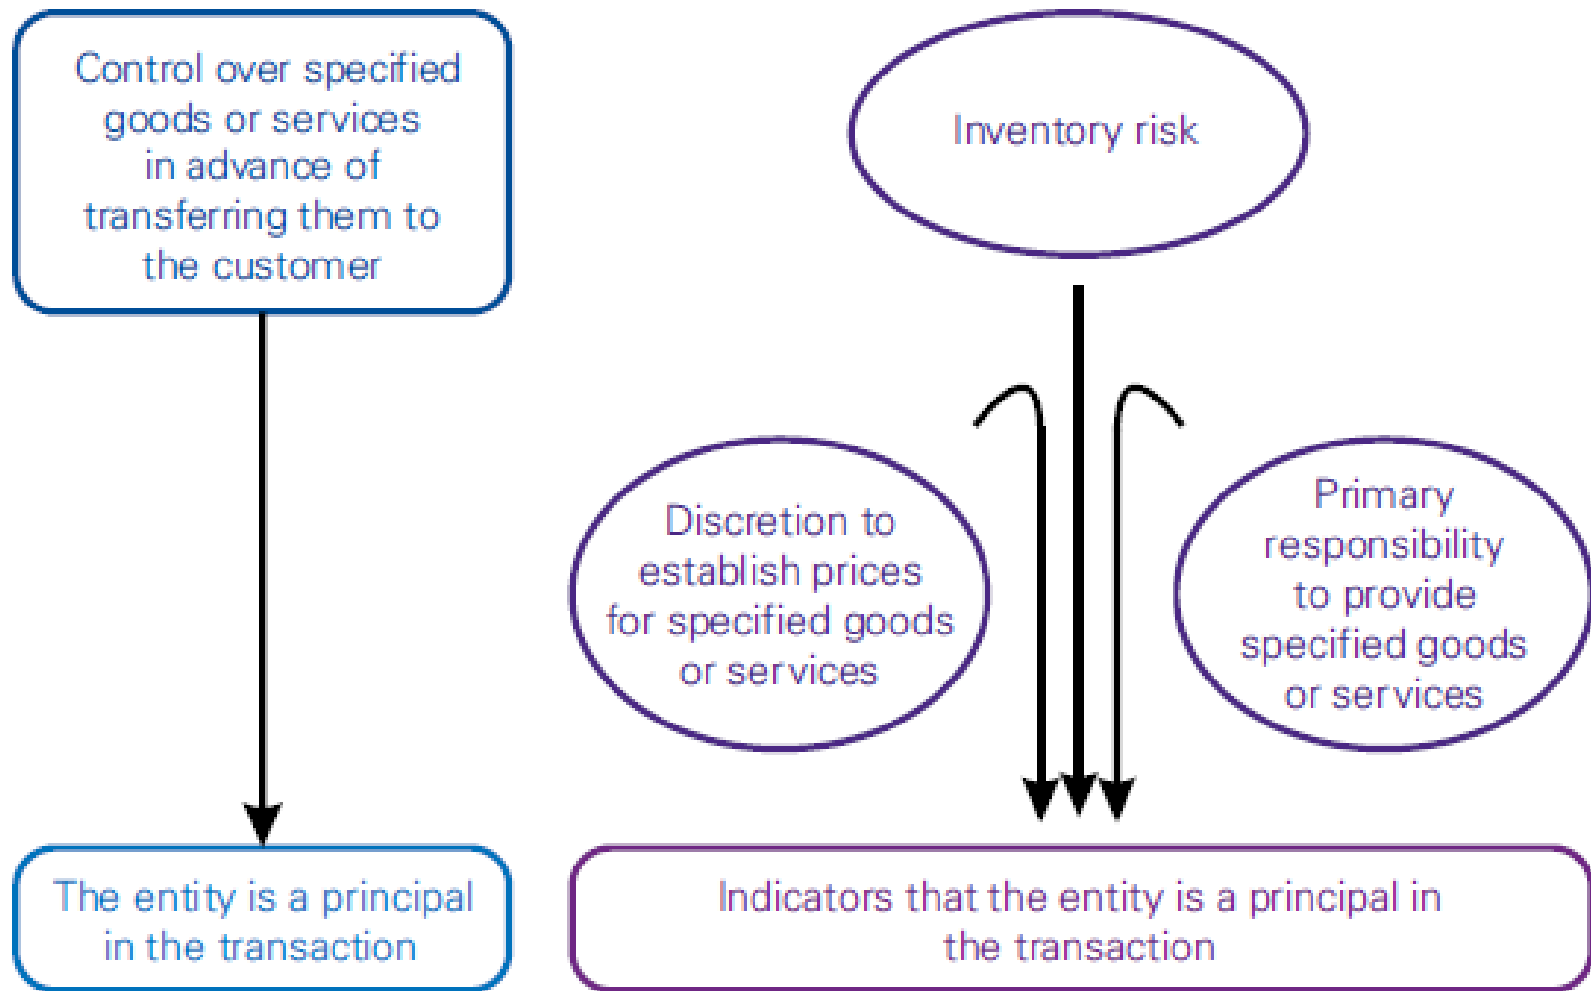 Control over specified
goods or services
in advance of
transferring them to
the customer
Inventory risk
Discretion to
establish prices
for specified goods
or services
Primary
responsibility
to provide
specified goods
or services
The entity is a principal
in the transaction
Indicators that the entity is a principal in
the transaction